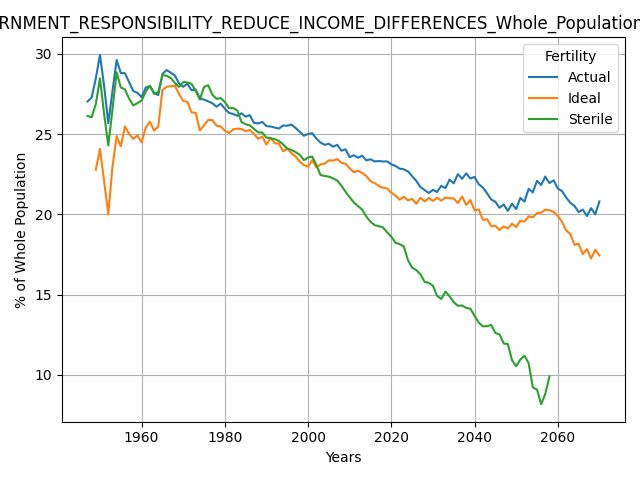 RNMENT_RESPONSIBILITY_REDUCE_INCOME_DIFFERENCES_Whole_Population
Fertility
Actual
Ideal
Sterile
% of Whole Population
30
25
20
15
10
1960 1980 2000 2020 2040 2060
Years